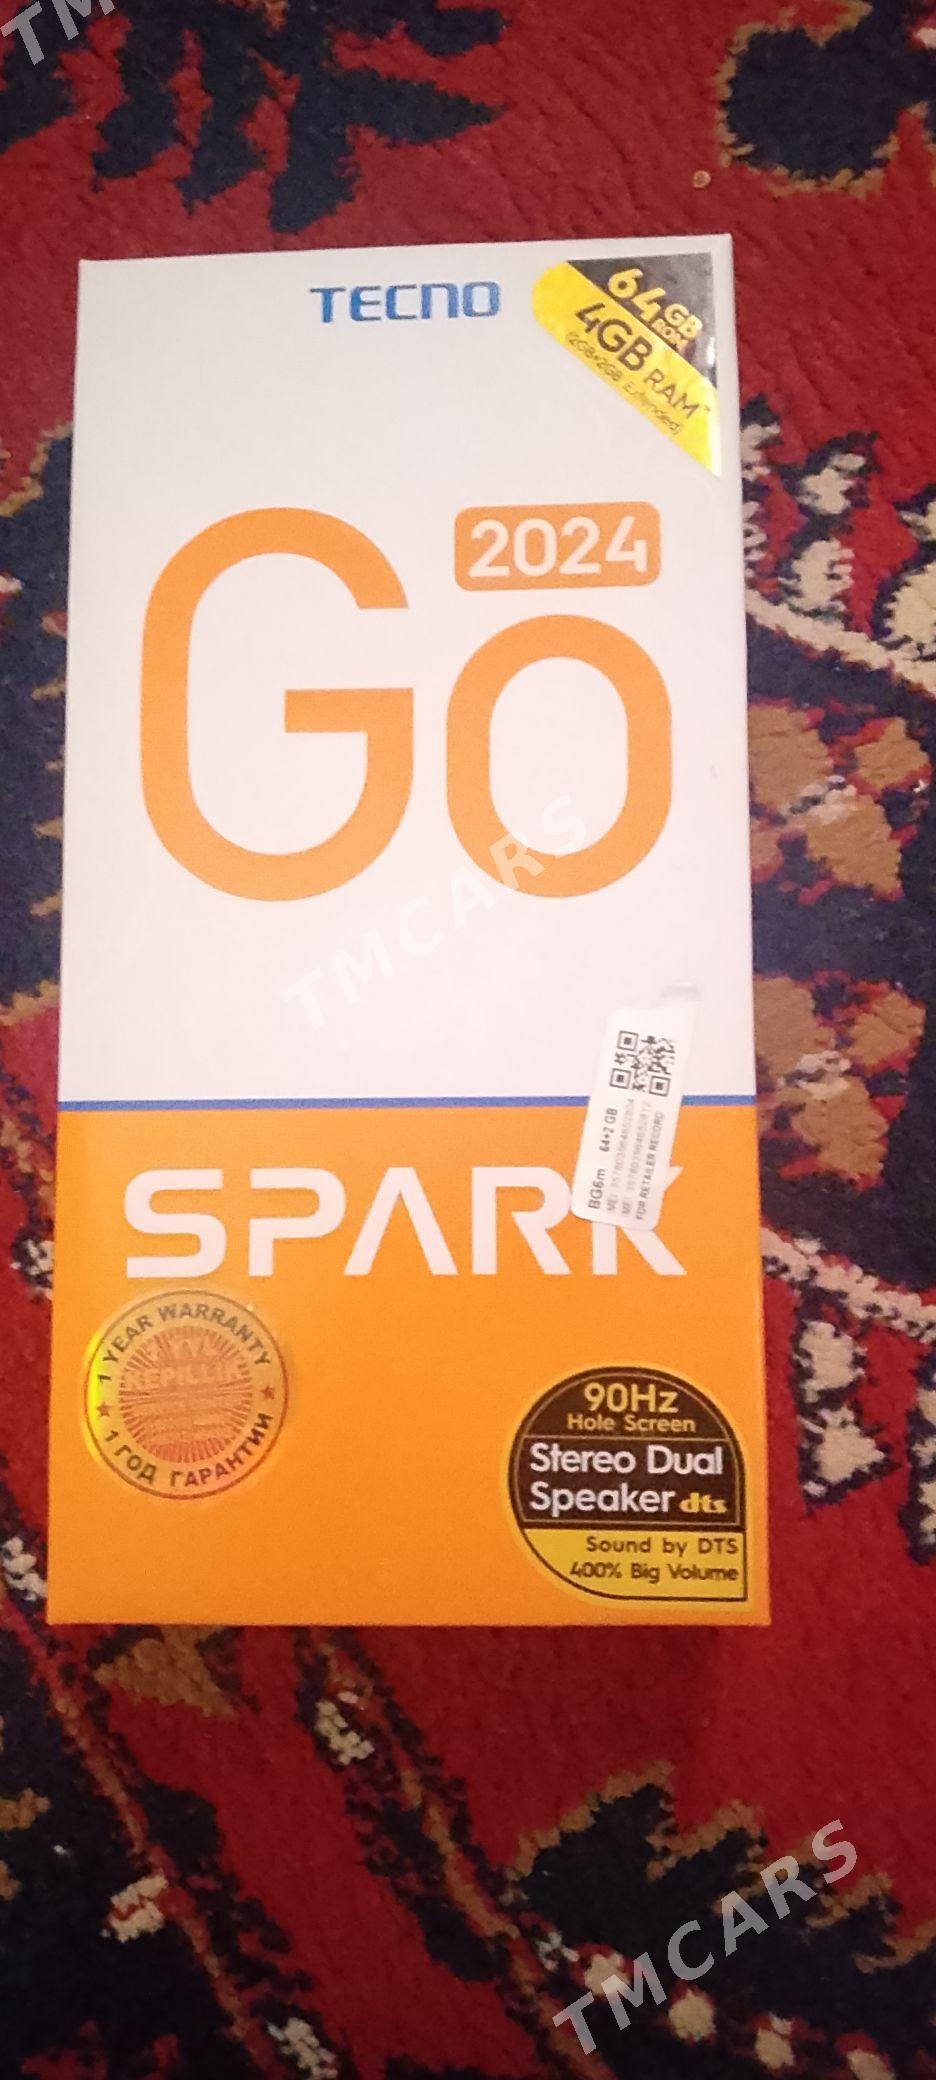 TECNO
64GB
ROM
4GB RAM
(2GB+2GB Extended)
2024
Go
TMCARS
BG6m 64+2 GB
FOR RETAILER RECORD
SPARK
1 YEAR WARRANTY
KEPILLIK
1 ГОД ГАРАНТИИ
90Hz
Hole Screen
Stereo Dual
Speaker dts
Sound by DTS
400% Big Volume
TMCARS